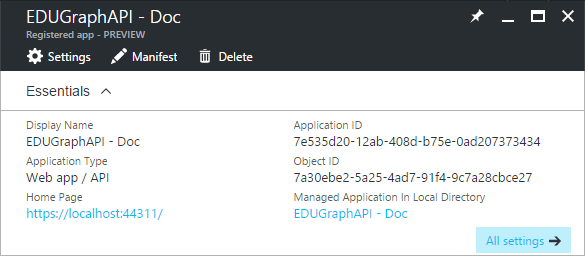 EDUGraphAPI - Doc
Registered app - PREVIEW
Settings Manifest Delete
Essentials
Display Name Application ID
EDUGraphAPI - Doc 7e535d20-12ab-408d-b75e-0ad207373434
Application Type Object ID
Web app / API 7a30ebe2-5a25-4ad7-91f4-9c7a28cbce27
Home Page Managed Application In Local Directory
https://localhost:44311/ EDUGraphAPI - Doc
All settings